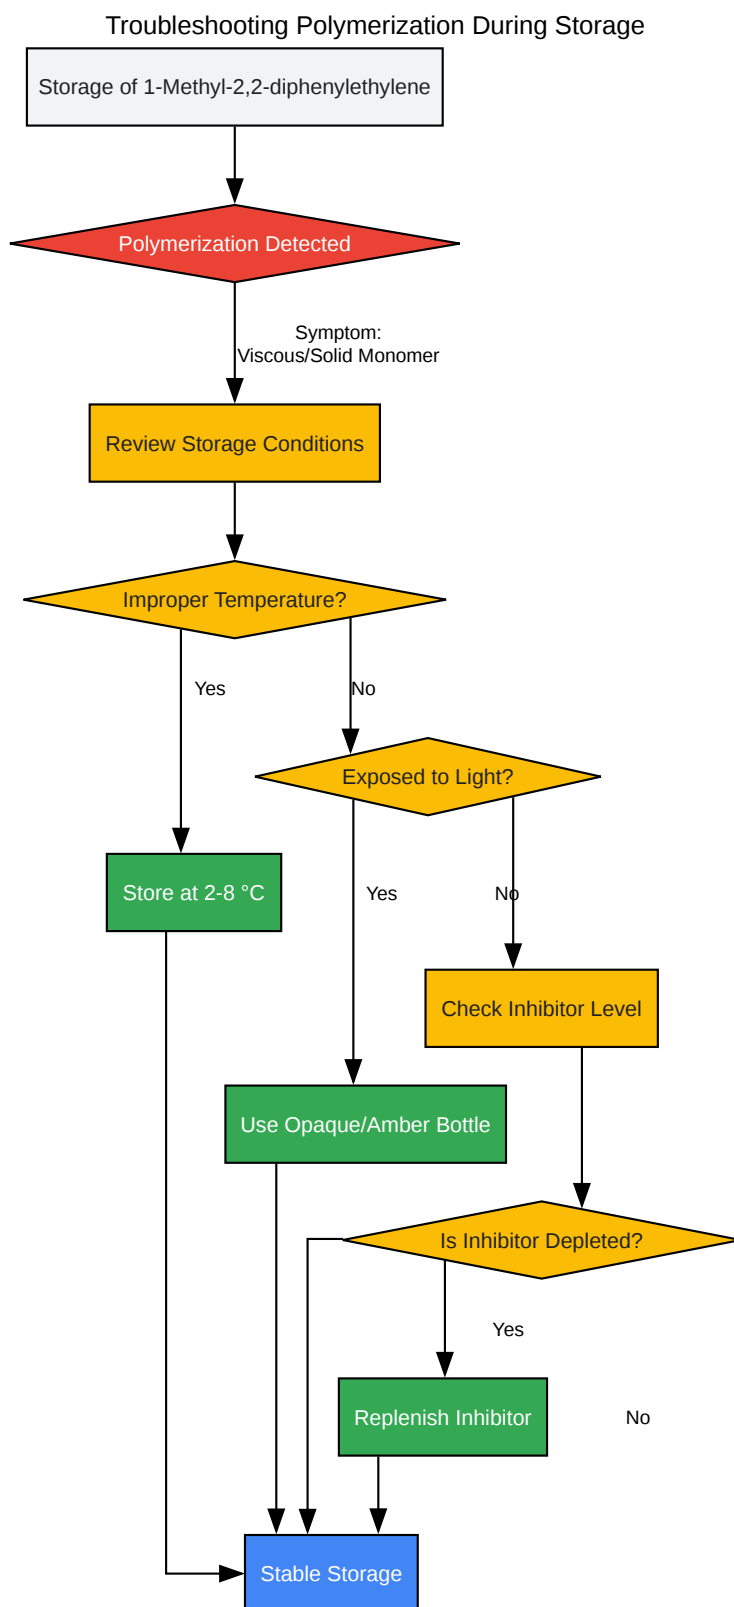 Troubleshooting Polymerization During Storage
Storage of 1-Methyl-2,2-diphenylethylene
Polymerization Detected
Symptom:
Viscous/Solid Monomer
Review Storage Conditions
Improper Temperature?
Yes
No
Exposed to Light?
Store at 2-8 °C
Yes
No
Check Inhibitor Level
Use Opaque/Amber Bottle
Is Inhibitor Depleted?
Yes
Replenish Inhibitor
No
Stable Storage